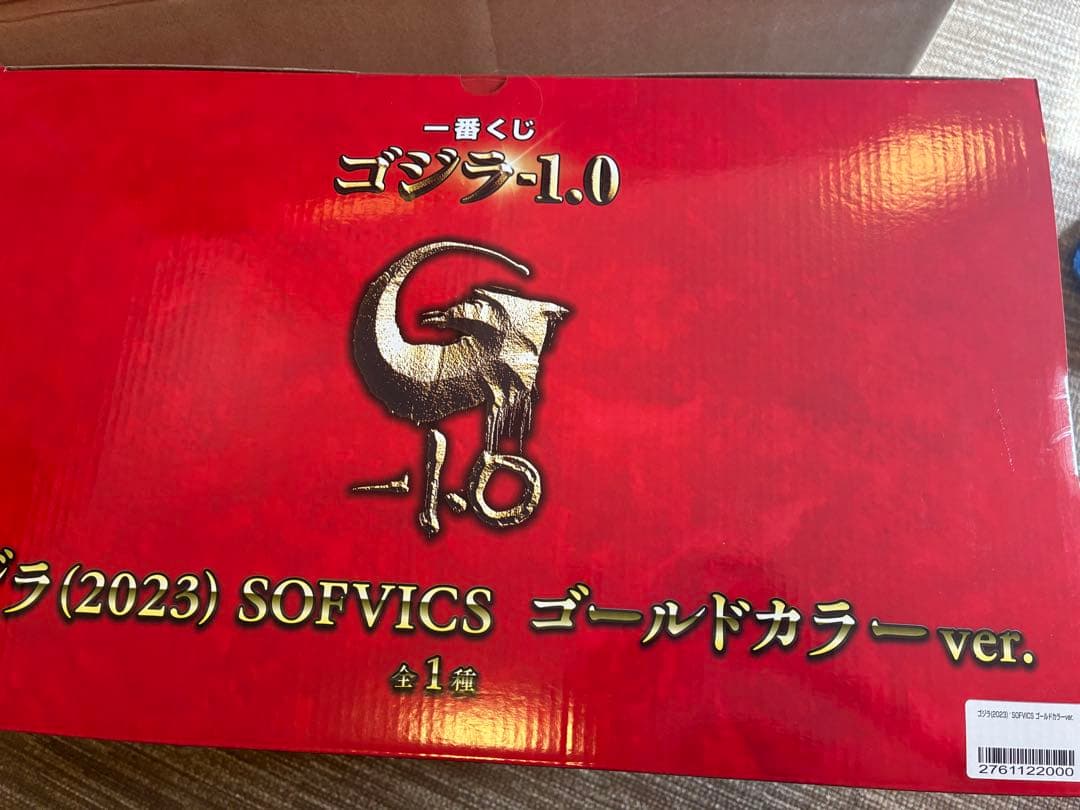 一番くじ
ゴジラ-1.0
G
-1.0
ジラ(2023) SOFVICS ゴールドカラーver.
全1種
ゴジラ(2023) SOFVICS ゴールドカラーver.
2761122000